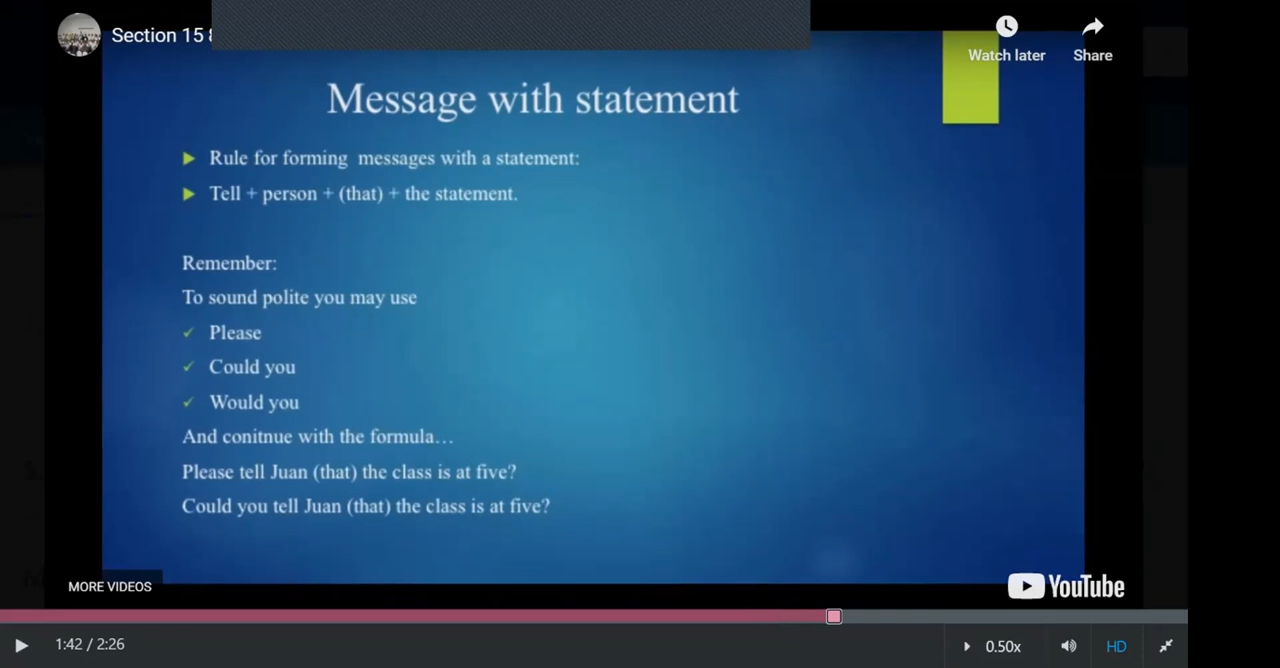 Section 15
Watch later
Share
Message with statement
Rule for forming messages with a statement:
Tell + person + (that) + the statement.
Remember:
To sound polite you may use
Please
Could you
Would you
And conitnue with the formula…
Please tell Juan (that) the class is at five?
Could you tell Juan (that) the class is at five?
MORE VIDEOS
YouTube
1:42 / 2:26
0.50x
HD